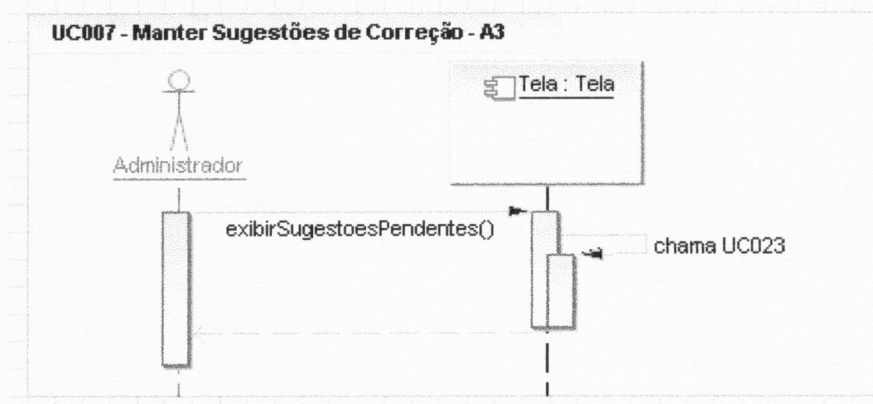 UC007 - Manter Sugestões de Correção - A3
Tela : Tela
Administrador
exibirSugestoesPendentes()
chama UC023